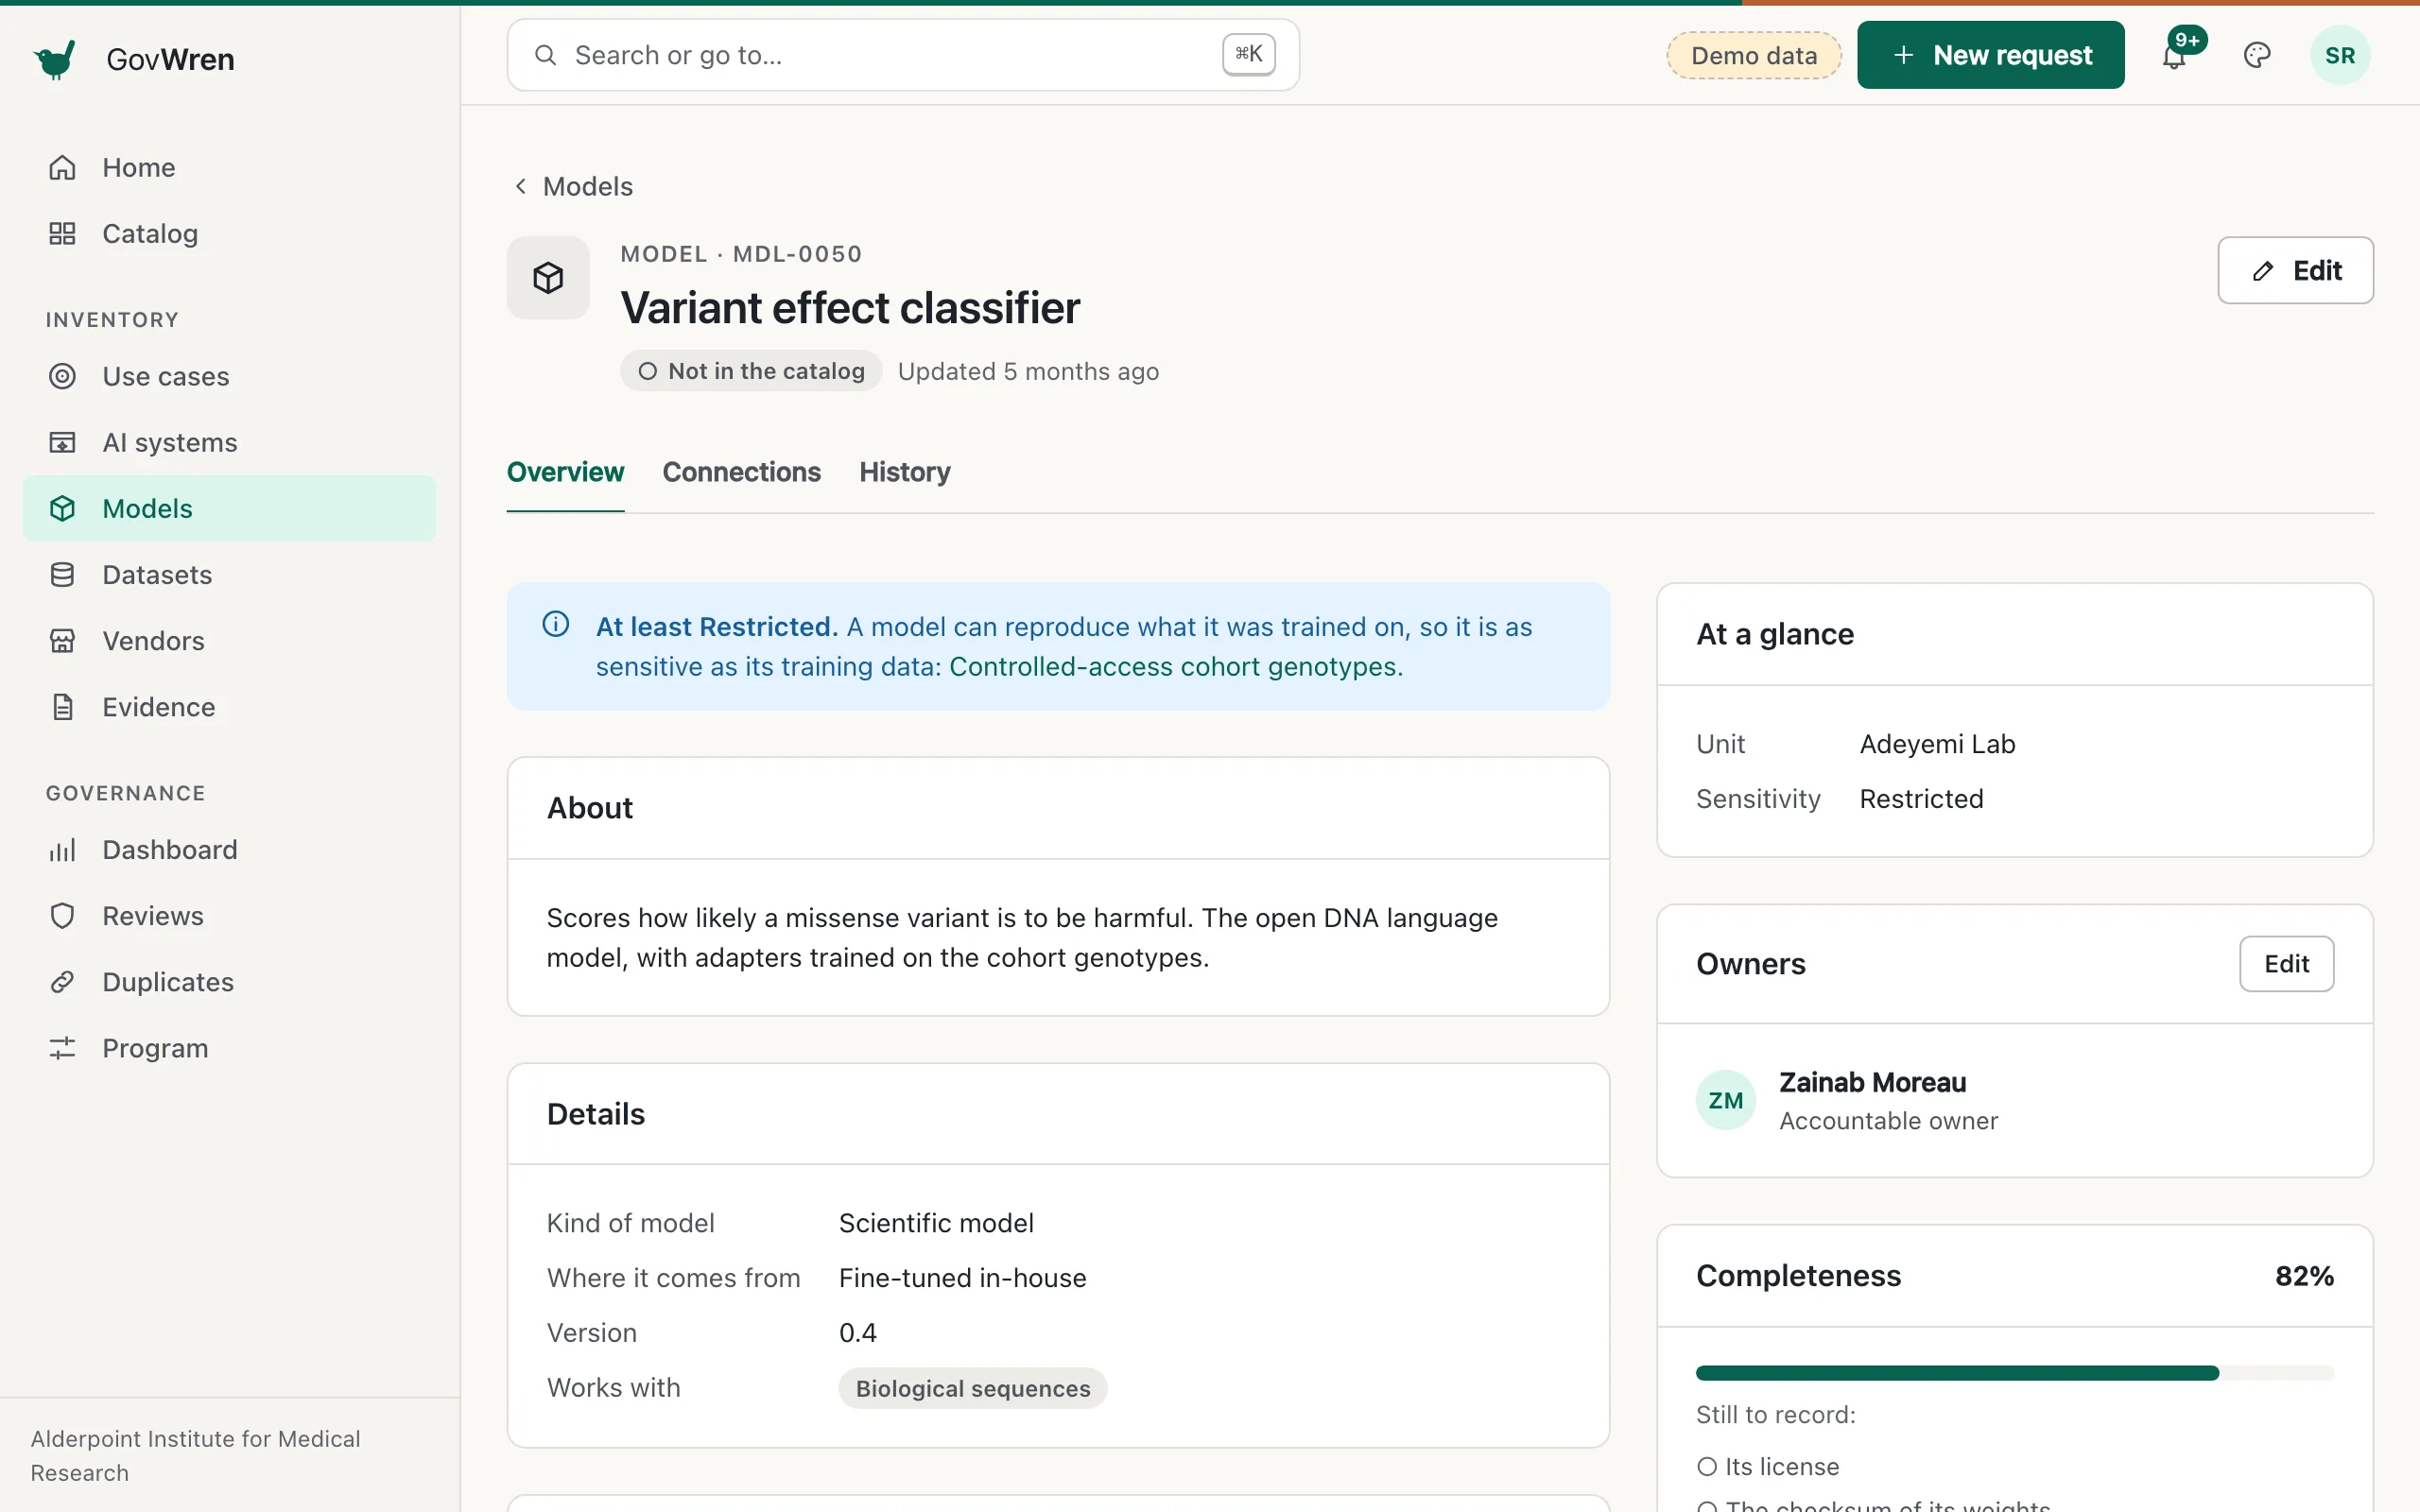 GovWren
Search or go to...
⌘K
Demo data
New request
9+
SR
Home
Catalog
INVENTORY
Use cases
AI systems
Models
Datasets
Vendors
Evidence
GOVERNANCE
Dashboard
Reviews
Duplicates
Program
Alderpoint Institute for Medical
Research
Models
MODEL · MDL-0050
Variant effect classifier
Not in the catalog
Updated 5 months ago
Edit
Overview
Connections
History
At least Restricted. A model can reproduce what it was trained on, so it is as
sensitive as its training data: Controlled-access cohort genotypes.
About
Scores how likely a missense variant is to be harmful. The open DNA language
model, with adapters trained on the cohort genotypes.
Details
Kind of model Scientific model
Where it comes from Fine-tuned in-house
Version 0.4
Works with Biological sequences
At a glance
Unit Adeyemi Lab
Sensitivity Restricted
Owners
Edit
ZM
Zainab Moreau
Accountable owner
Completeness 82%
Still to record:
Its license
The checksum of its weights